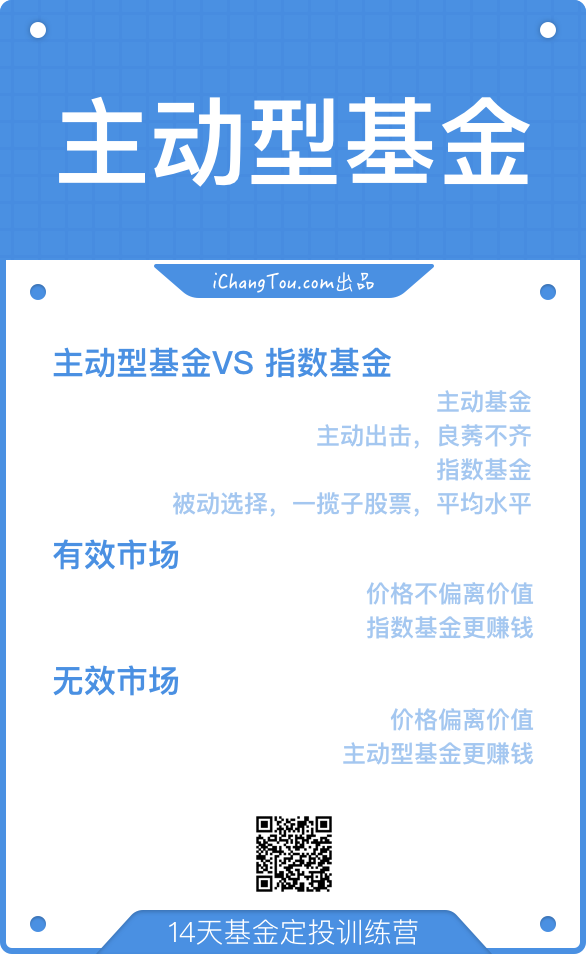 主动型基金
iChangTou.com出品
主动型基金VS 指数基金
主动基金
主动出击，良莠不齐
指数基金
被动选择，一揽子股票，平均水平
有效市场
价格不偏离价值
指数基金更赚钱
无效市场
价格偏离价值
主动型基金更赚钱
14天基金定投训练营